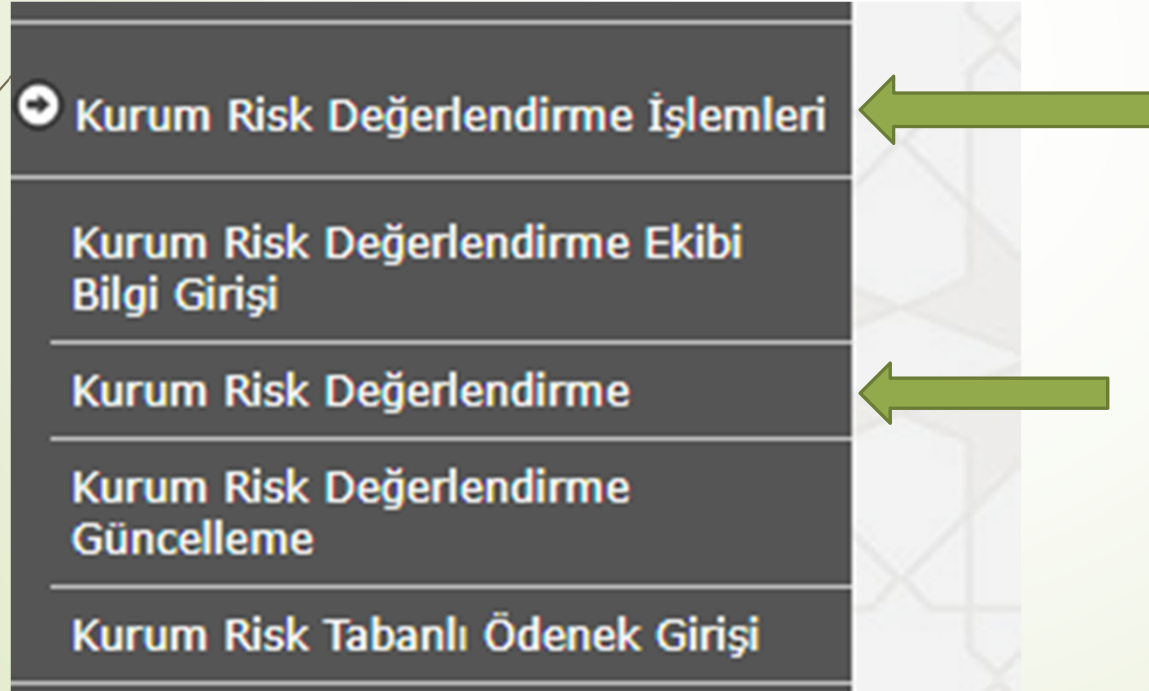 Kurum Risk Değerlendirme İşlemleri
Kurum Risk Değerlendirme Ekibi
Bilgi Girişi
Kurum Risk Değerlendirme
Kurum Risk Değerlendirme
Güncelleme
Kurum Risk Tabanlı Ödenek Girişi